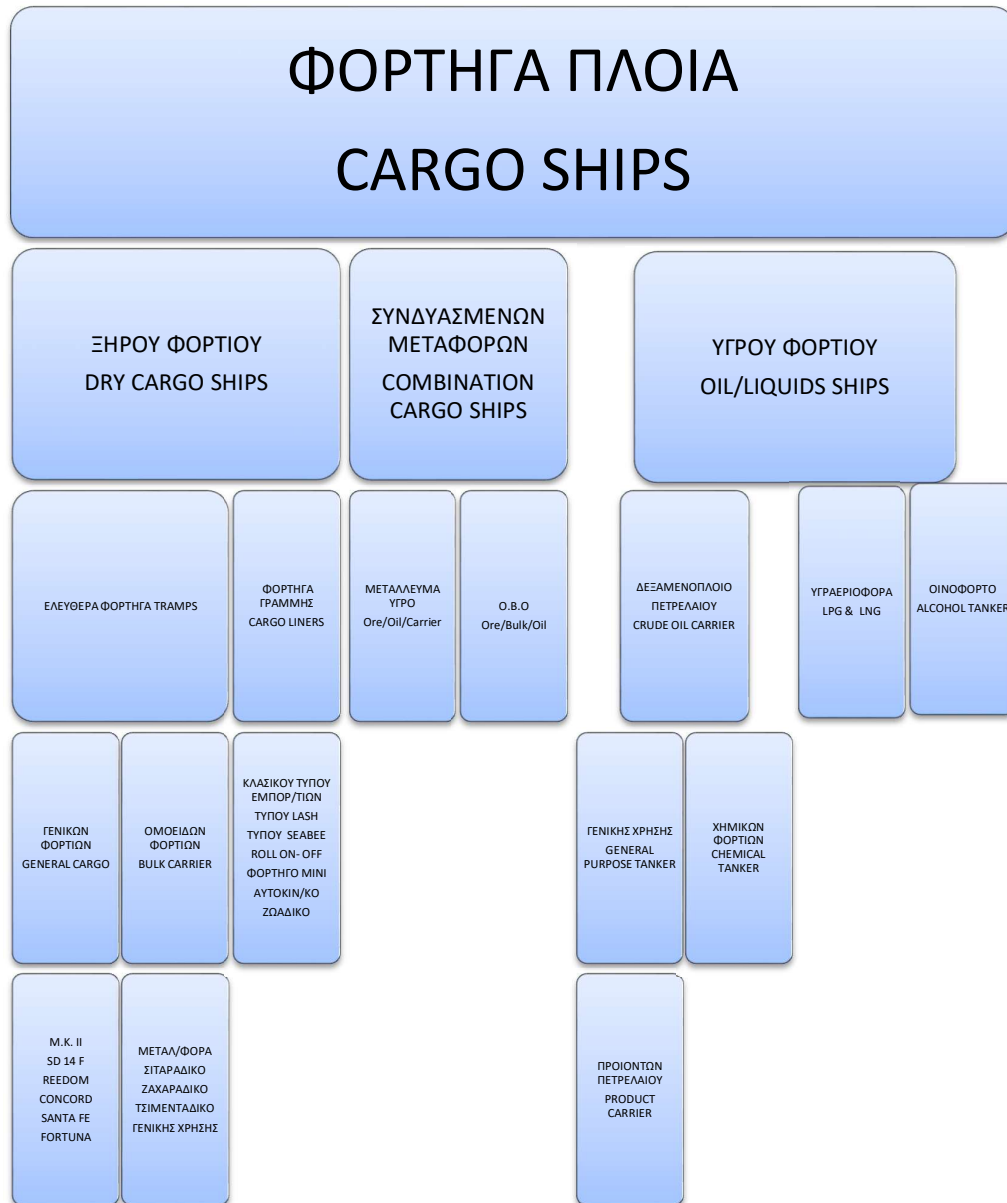 ΦΟΡΤΗΓΑ ΠΛΟΙΑ
CARGO SHIPS
ΞΗΡΟΥ ΦΟΡΤΙΟΥ
DRY CARGO SHIPS
ΣΥΝΔΥΑΣΜΕΝΩΝ
ΜΕΤΑΦΟΡΩΝ
COMBINATION
CARGO SHIPS
ΥΓΡΟΥ ΦΟΡΤΙΟΥ
OIL/LIQUIDS SHIPS
ΕΛΕΥΘΕΡΑ ΦΟΡΤΗΓΑ TRAMPS
ΦΟΡΤΗΓΑ
ΓΡΑΜΜΗΣ
CARGO LINERS
ΜΕΤΑΛΛΕΥΜΑ
ΥΓΡΟ
Ore/Oil/Carrier
O.B.O
Ore/Bulk/Oil
ΔΕΞΑΜΕΝΟΠΛΟΙΟ
ΠΕΤΡΕΛΑΙΟΥ
CRUDE OIL CARRIER
ΥΓΡΑΕΡΙΟΦΟΡΑ
LPG & LNG
ΟΙΝΟΦΟΡΤΟ
ALCOHOL TANKER
ΓΕΝΙΚΩΝ
ΦΟΡΤΙΩΝ
GENERAL CARGO
ΟΜΟΕΙΔΩΝ
ΦΟΡΤΙΩΝ
BULK CARRIER
ΚΛΑΣΙΚΟΥ ΤΥΠΟΥ
ΕΜΠΟΡ/ΤΙΩΝ
ΤΥΠΟΥ LASH
ΤΥΠΟΥ SEABEE
ROLL ON- OFF
ΦΟΡΤΗΓΟ ΜΙΝΙ
ΑΥΤΟΚΙΝ/ΚΟ
ΖΩΑΔΙΚΟ
ΓΕΝΙΚΗΣ ΧΡΗΣΗΣ
GENERAL
PURPOSE TANKER
ΧΗΜΙΚΩΝ
ΦΟΡΤΙΩΝ
CHEMICAL
TANKER
M.K. II
SD 14 F
REEDOM
CONCORD
SANTA FE
FORTUNA
ΜΕΤΑΛ/ΦΟΡΑ
ΣΙΤΑΡΑΔΙΚΟ
ΖΑΧΑΡΑΔΙΚΟ
ΤΣΙΜΕΝΤΑΔΙΚΟ
ΓΕΝΙΚΗΣ ΧΡΗΣΗΣ
ΠΡΟΙΟΝΤΩΝ
ΠΕΤΡΕΛΑΙΟΥ
PRODUCT
CARRIER